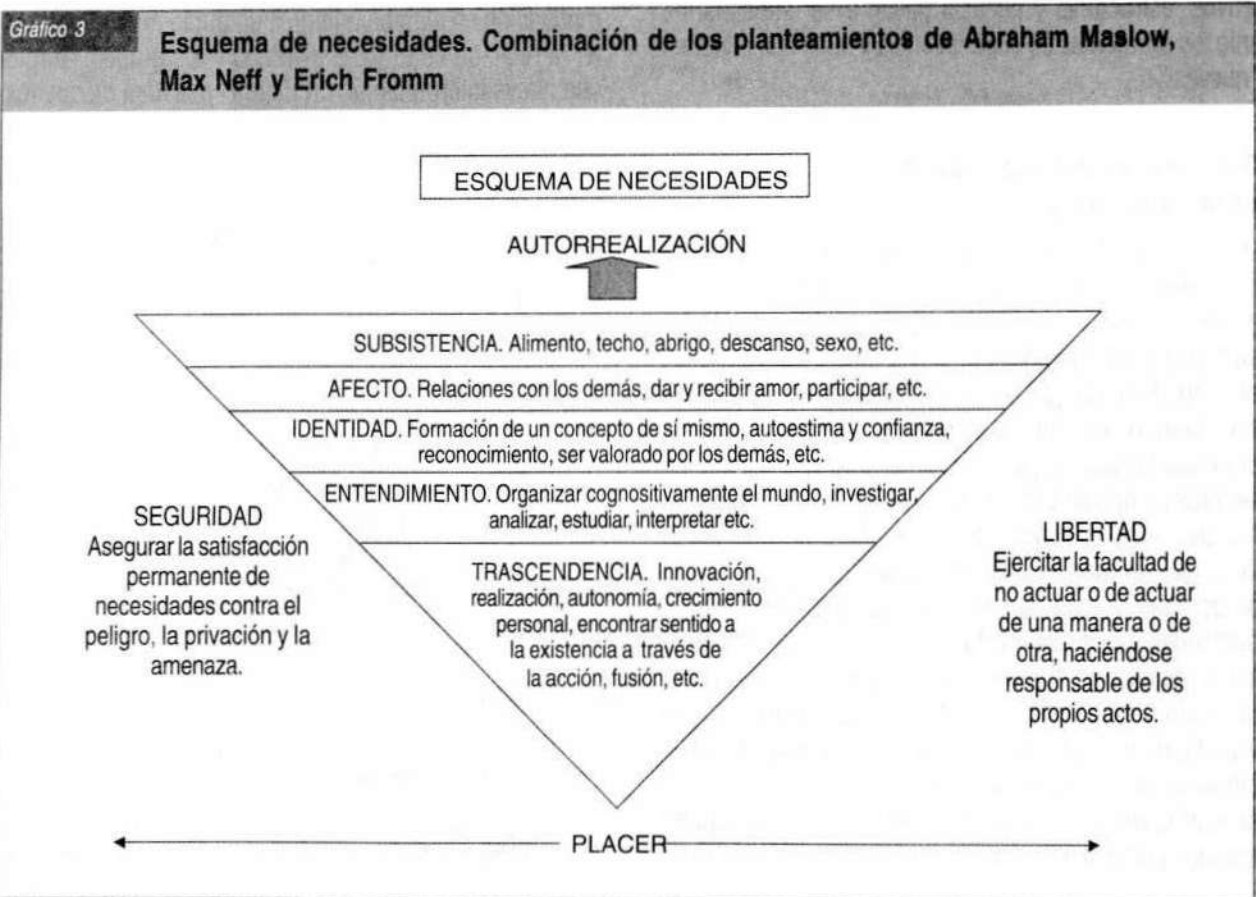 Gráfico 3
Esquema de necesidades. Combinación de los planteamientos de Abraham Maslow,
Max Neff y Erich Fromm
ESQUEMA DE NECESIDADES
AUTORREALIZACIÓN
SUBSISTENCIA. Alimento, techo, abrigo, descanso, sexo, etc.
AFECTO. Relaciones con los demás, dar y recibir amor, participar, etc.
IDENTIDAD. Formación de un concepto de sí mismo, autoestima y confianza,
reconocimiento, ser valorado por los demás, etc.
ENTENDIMIENTO. Organizar cognositivamente el mundo, investigar,
analizar, estudiar, interpretar etc.
TRASCENDENCIA. Innovación,
realización, autonomía, crecimiento
personal, encontrar sentido a
la existencia a través de
la acción, fusión, etc.
SEGURIDAD
Asegurar la satisfacción
permanente de
necesidades contra el
peligro, la privación y la
amenaza.
LIBERTAD
Ejercitar la facultad de
no actuar o de actuar
de una manera o de
otra, haciéndose
responsable de los
propios actos.
PLACER